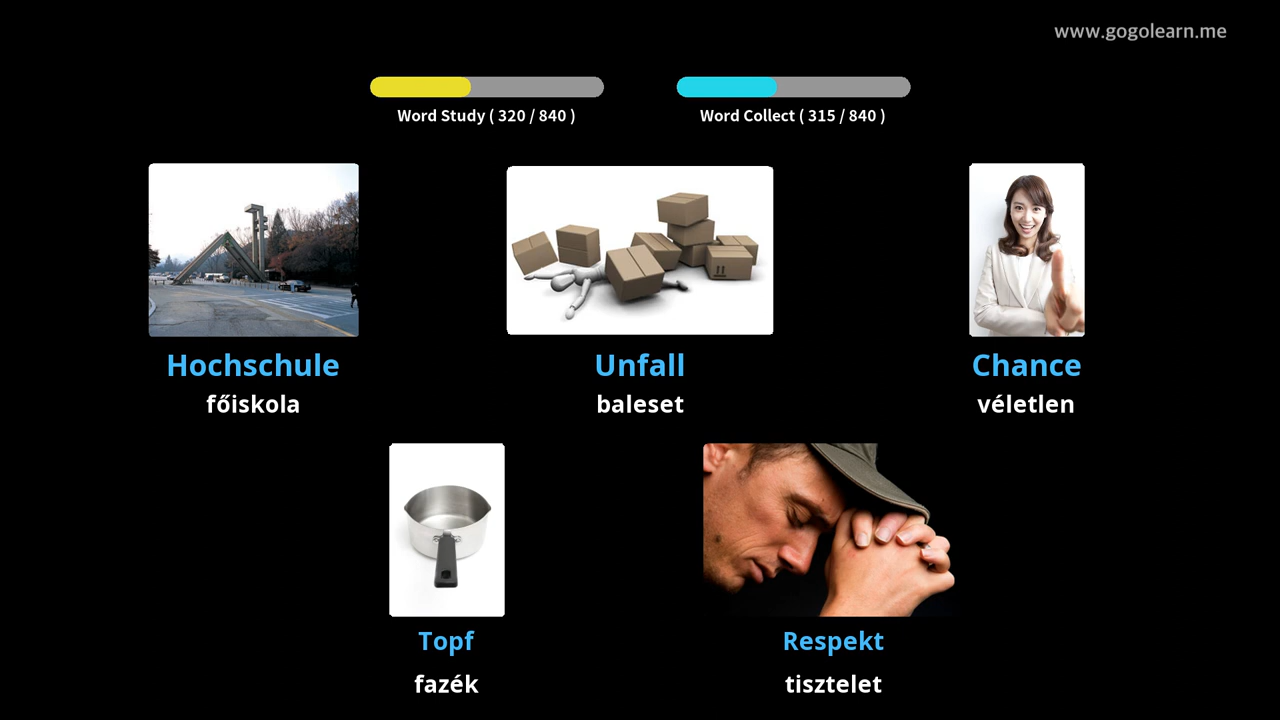 www.gogolearn.me
Word Study ( 320 / 840 )
Word Collect ( 315 / 840 )
Hochschule
főiskola
Unfall
baleset
Chance
véletlen
Topf
fazék
Respekt
tisztelet